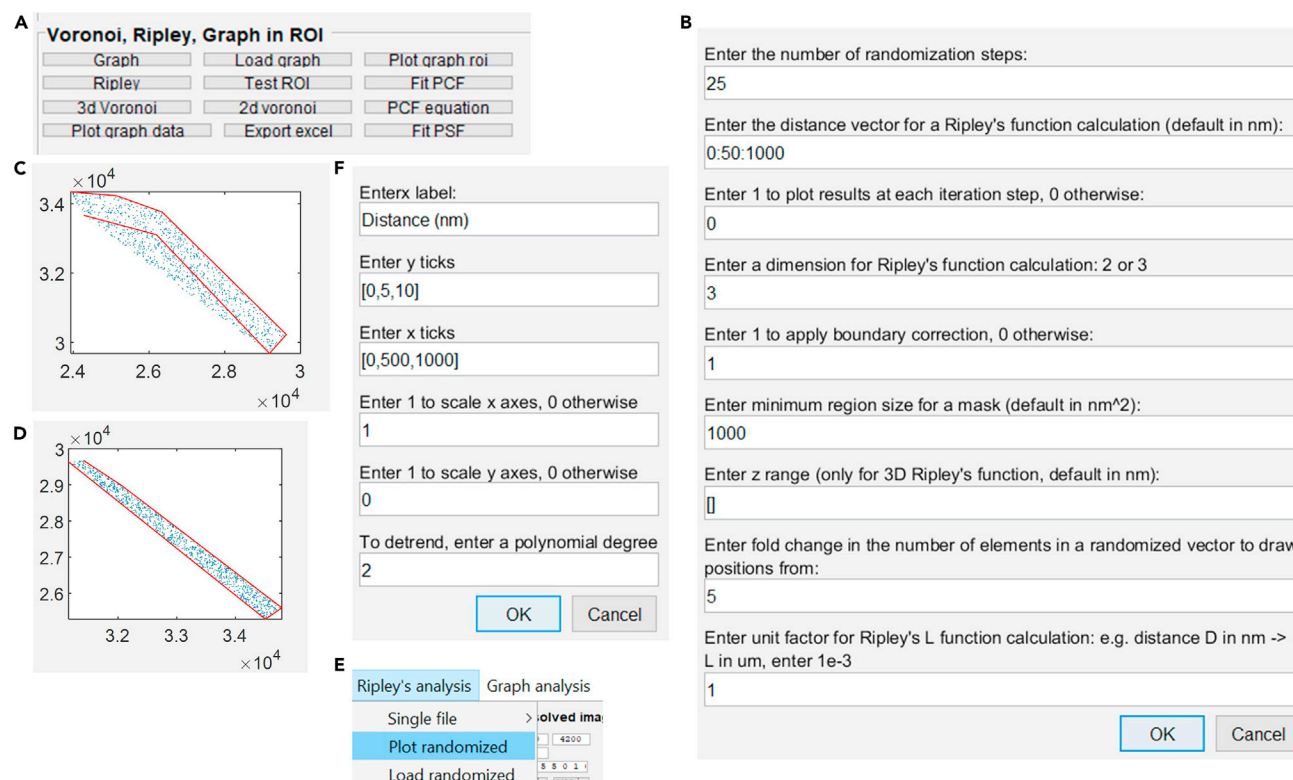 A
Voronoi, Ripley, Graph in ROI
Graph Load graph Plot graph roi
Ripley Test ROI Fit PCF
3d Voronoi 2d voronoi PCF equation
Plot graph data Export excel Fit PSF
B
Enter the number of randomization steps:
25
Enter the distance vector for a Ripley's function calculation (default in nm):
0:50:1000
Enter 1 to plot results at each iteration step, 0 otherwise:
0
Enter a dimension for Ripley's function calculation: 2 or 3
3
Enter 1 to apply boundary correction, 0 otherwise:
1
Enter minimum region size for a mask (default in nm^2):
1000
Enter z range (only for 3D Ripley's function, default in nm):
[]
Enter fold change in the number of elements in a randomized vector to draw
positions from:
5
Enter unit factor for Ripley's L function calculation: e.g. distance D in nm ->
L in um, enter 1e-3
1
OK Cancel
C
×10⁴
3.4
3.2
3
2.4 2.6 2.8 3
×10⁴
D
×10⁴
3
2.9
2.8
2.7
2.6
3.2 3.3 3.4
×10⁴
F
Enterx label:
Distance (nm)
Enter y ticks
[0,5,10]
Enter x ticks
[0,500,1000]
Enter 1 to scale x axes, 0 otherwise
1
Enter 1 to scale y axes, 0 otherwise
0
To detrend, enter a polynomial degree
2
OK Cancel
E
Ripley's analysis Graph analysis
Single file > solved ima
Plot randomized 4200
5 5 0 1
Load randomized